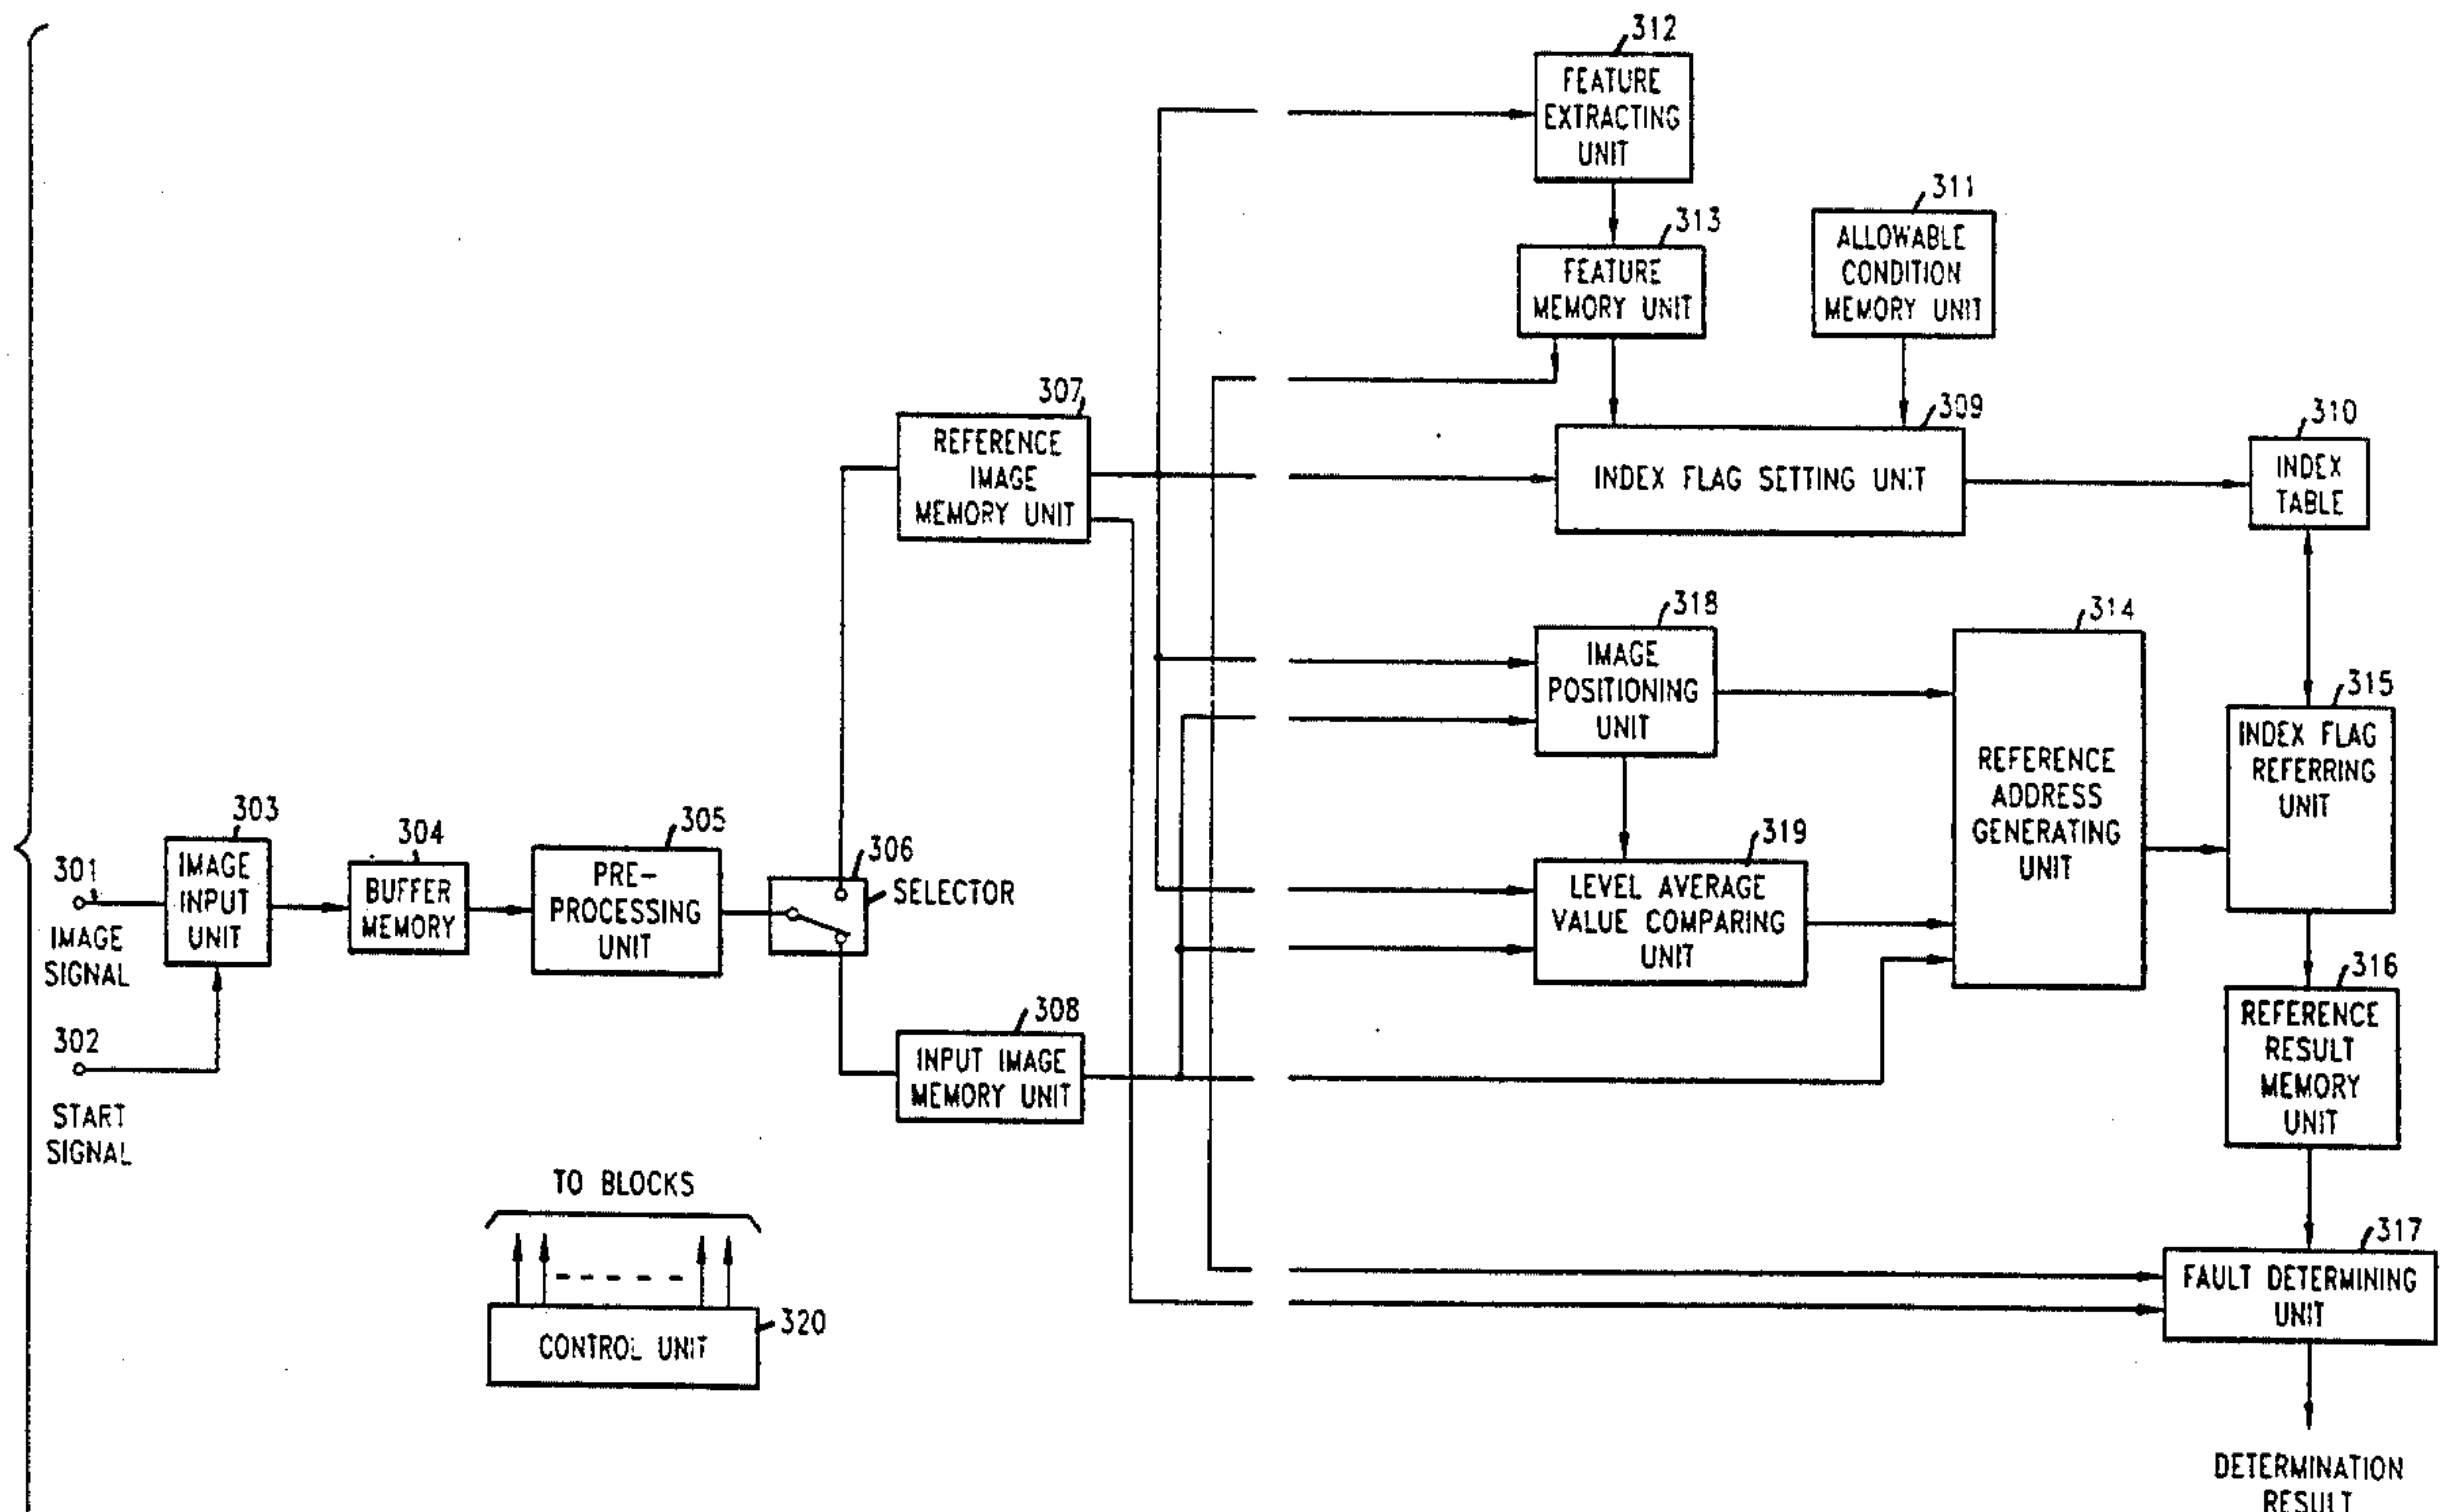 312
FEATURE
EXTRACTING
UNIT
311
313
ALLOWABLE
CONDITION
MEMORY UNIT
FEATURE
MEMORY UNIT
307
REFERENCE
IMAGE
MEMORY UNIT
309
INDEX FLAG SETTING UNIT
310
INDEX
TABLE
318
IMAGE
POSITIONING
UNIT
314
REFERENCE
ADDRESS
GENERATING
UNIT
315
INDEX FLAG
REFERRING
UNIT
301
IMAGE
SIGNAL
303
IMAGE
INPUT
UNIT
304
BUFFER
MEMORY
305
PRE-
PROCESSING
UNIT
306
SELECTOR
319
LEVEL AVERAGE
VALUE COMPARING
UNIT
302
START
SIGNAL
308
INPUT IMAGE
MEMORY UNIT
316
REFERENCE
RESULT
MEMORY
UNIT
TO BLOCKS
CONTROL UNIT
320
317
FAULT DETERMINING
UNIT
DETERMINATION
RESULT